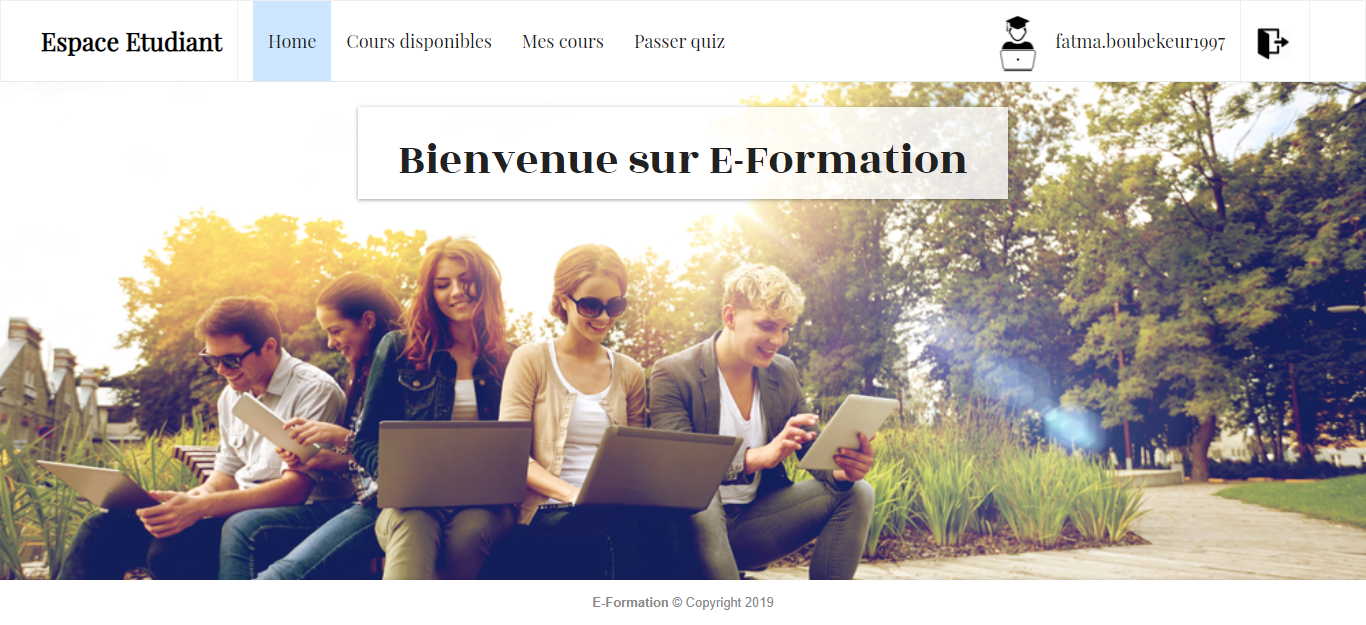 Espace Etudiant
Home
Cours disponibles
Mes cours
Passer quiz
fatma.boubekeur1997
Bienvenue sur E-Formation
E-Formation © Copyright 2019